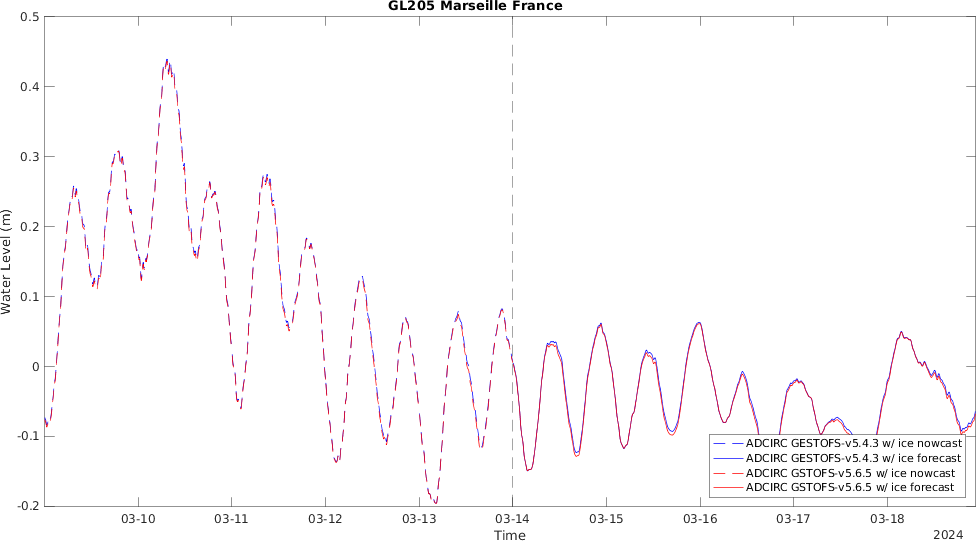 GL205 Marseille France
0.5
0.4
0.3
0.2
0.1
0
-0.1
-0.2
Water Level (m)
ADCIRC GESTOFS-v5.4.3 w/ ice nowcast
ADCIRC GESTOFS-v5.4.3 w/ ice forecast
ADCIRC GSTOFS-v5.6.5 w/ ice nowcast
ADCIRC GSTOFS-v5.6.5 w/ ice forecast
03-10 03-11 03-12 03-13 03-14 03-15 03-16 03-17 03-18
Time
2024